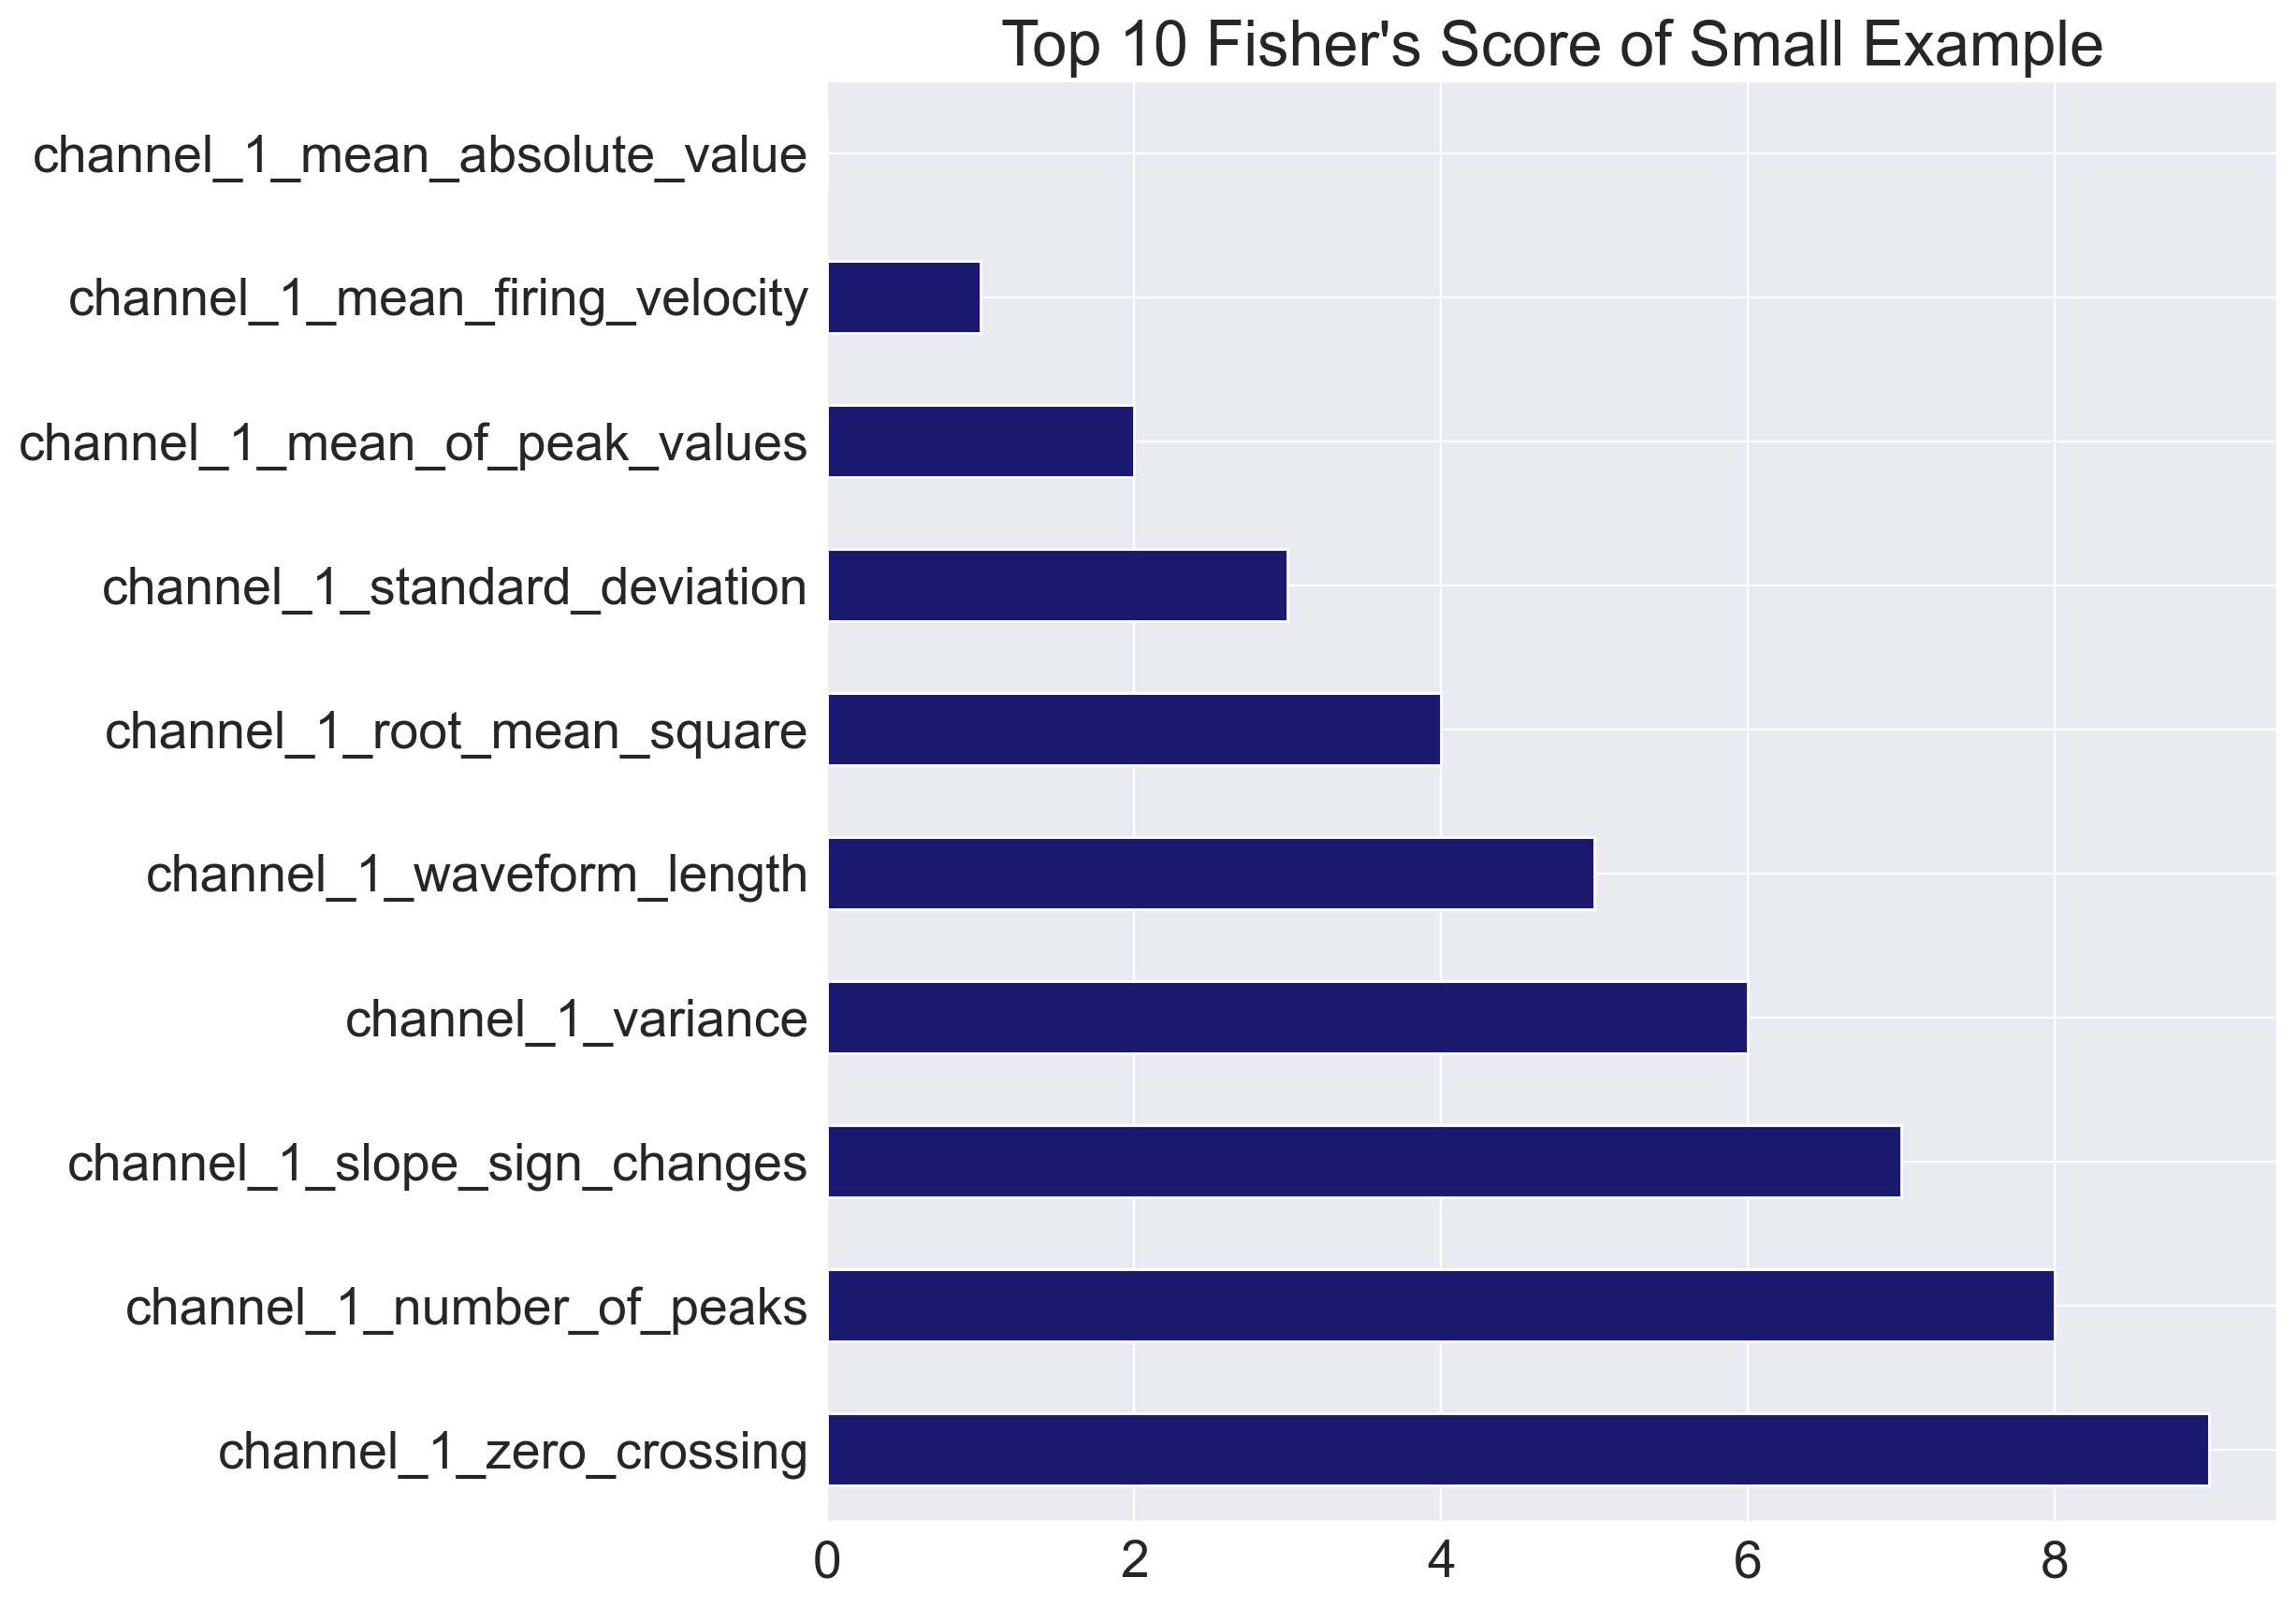 Top 10 Fisher's Score of Small Example
channel_1_mean_absolute_value
channel_1_mean_firing_velocity
channel_1_mean_of_peak_values
channel_1_standard_deviation
channel_1_root_mean_square
channel_1_waveform_length
channel_1_variance
channel_1_slope_sign_changes
channel_1_number_of_peaks
channel_1_zero_crossing
0 2 4 6 8